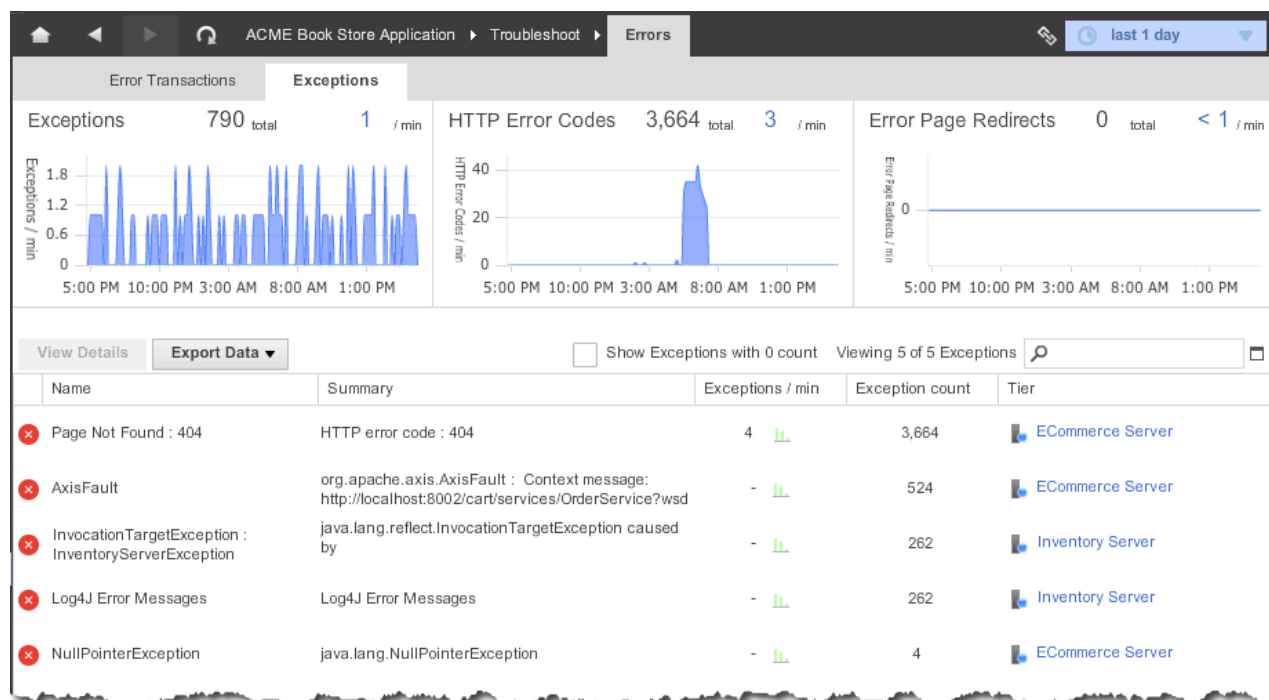 ACME Book Store Application Troubleshoot Errors last 1 day
Error Transactions Exceptions
Exceptions 790 total 1 / min
Exceptions / min
1.8
1.2
0.6
0
5:00 PM 10:00 PM 3:00 AM 8:00 AM 1:00 PM
HTTP Error Codes 3,664 total 3 / min
HTTP Error Codes / min
40
20
0
5:00 PM 10:00 PM 3:00 AM 8:00 AM 1:00 PM
Error Page Redirects 0 total < 1 / min
Error Page Redirects / min
0
5:00 PM 10:00 PM 3:00 AM 8:00 AM 1:00 PM
View Details Export Data Show Exceptions with 0 count Viewing 5 of 5 Exceptions
Name Summary Exceptions / min Exception count Tier
Page Not Found : 404 HTTP error code : 404 4 3,664 ECommerce Server
AxisFault org.apache.axis.AxisFault : Context message:
http://localhost:8002/cart/services/OrderService?wsd - 524 ECommerce Server
InvocationTargetException :
InventoryServerException
java.lang.reflect.InvocationTargetException caused
by
- 262 Inventory Server
Log4J Error Messages Log4J Error Messages - 262 Inventory Server
NullPointerException java.lang.NullPointerException - 4 ECommerce Server